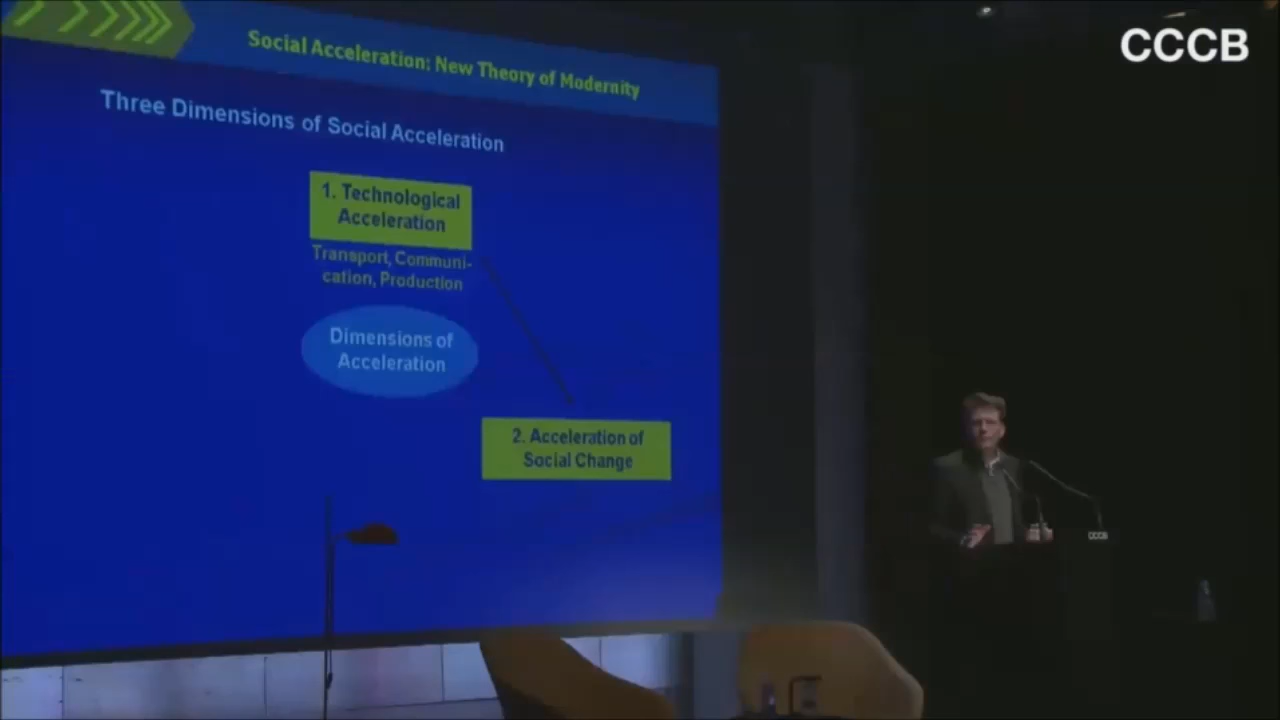 CCCB
Social Acceleration: New Theory of Modernity
Three Dimensions of Social Acceleration
1. Technological
Acceleration
Transport, Communi-
cation, Production
Dimensions of
Acceleration
2. Acceleration of
Social Change
CCCB